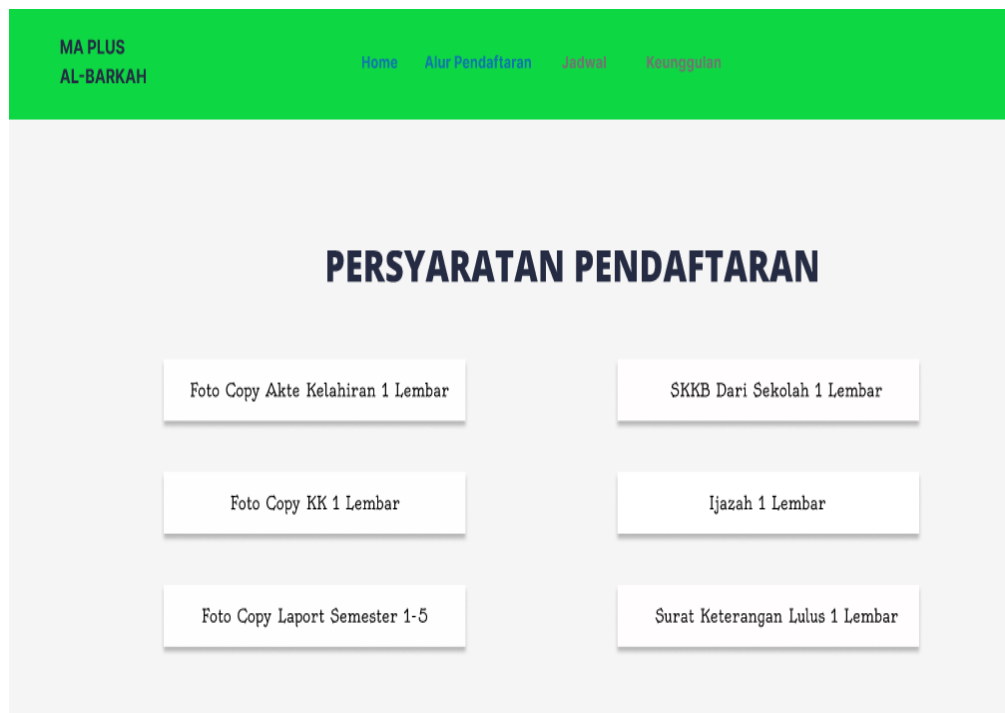 MA PLUS
AL-BARKAH
Home Alur Pendaftaran Jadwal Keunggulan
PERSYARATAN PENDAFTARAN
Foto Copy Akte Kelahiran 1 Lembar
SKKB Dari Sekolah 1 Lembar
Foto Copy KK 1 Lembar
Ijazah 1 Lembar
Foto Copy Laport Semester 1-5
Surat Keterangan Lulus 1 Lembar